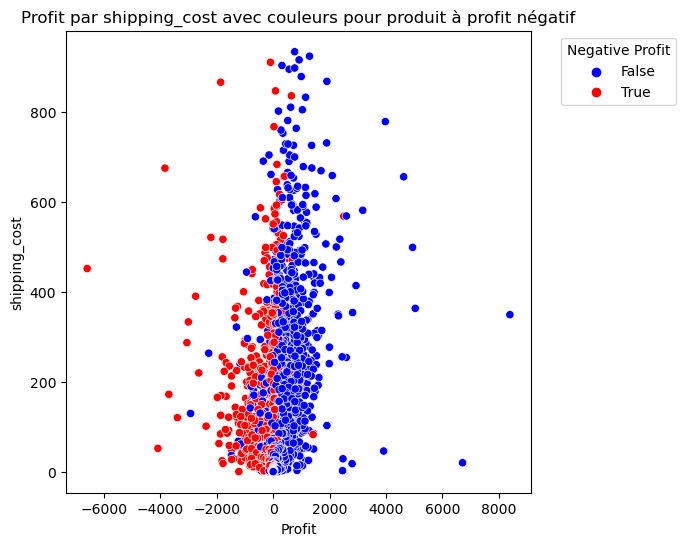 Profit par shipping_cost avec couleurs pour produit à profit négatif
Negative Profit
False
True
shipping_cost
800
600
400
200
0
−6000
−4000
−2000
0
2000
4000
6000
8000
Profit